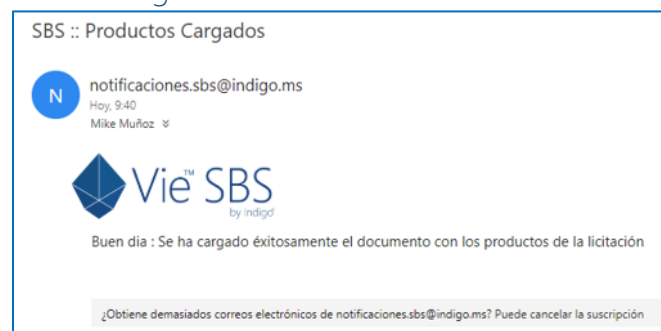 SBS :: Productos Cargados
N
notificaciones.sbs@indigo.ms
Hoy, 9:40
Mike Muñoz
Vie™ SBS
by indigo
Buen dia : Se ha cargado éxitosamente el documento con los productos de la licitación
¿Obtiene demasiados correos electrónicos de notificaciones.sbs@indigo.ms? Puede cancelar la suscripción